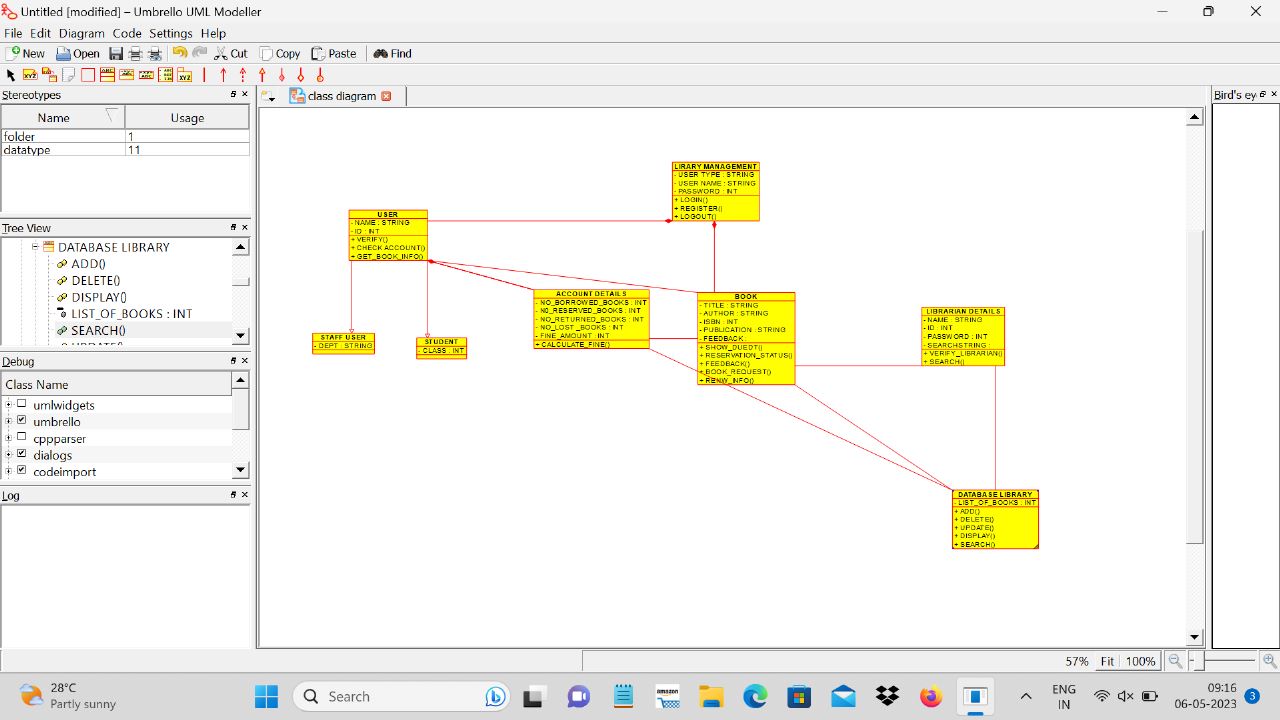 Untitled [modified] – Umbrello UML Modeller
File Edit Diagram Code Settings Help
New Open Cut Copy Paste Find
Stereotypes
Name Usage
folder 1
datatype 11
Tree View
DATABASE LIBRARY
ADD()
DELETE()
DISPLAY()
LIST_OF_BOOKS : INT
SEARCH()
UPDATE()
Debug
Class Name
umlwidgets
umbrello
cppparser
dialogs
codeimport
Log
class diagram
Bird's ey
LIRARY MANAGEMENT
- USER TYPE : STRING
- USER NAME : STRING
- PASSWORD : INT
+ LOGIN()
+ REGISTER()
+ LOGOUT()
USER
- NAME : STRING
- ID : INT
+ VERIFY()
+ CHECK ACCOUNT()
+ GET_BOOK_INFO()
STAFF USER
- DEPT : STRING
STUDENT
- CLASS : INT
ACCOUNT DETAILS
- NO_BORROWED_BOOKS : INT
- N0_RESERVED_BOOKS : INT
- NO_RETURNED_BOOKS : INT
- NO_LOST _BOOKS : INT
- FINE_AMOUNT : INT
+ CALCULATE_FINE()
BOOK
- TITLE : STRING
- AUTHOR : STRING
- ISBN : INT
- PUBLICATION : STRING
- FEEDBACK :
+ SHOW_DUEDT()
+ RESERVATION_STATUS()
+ FEEDBACK()
+ BOOK_REQUEST()
+ RENW_INFO()
LIBRARIAN DETAILS
- NAME : STRING
- ID : INT
- PASSWORD : INT
- SEARCHSTRING :
+ VERIFY_LIBRARIAN()
+ SEARCH()
DATABASE LIBRARY
- LIST_OF_BOOKS : INT
+ ADD()
+ DELETE()
+ UPDATE()
+ DISPLAY()
+ SEARCH()
57% Fit 100%
28°C
Partly sunny
Search
amazon
ENG
IN
09:16
06-05-2023
3